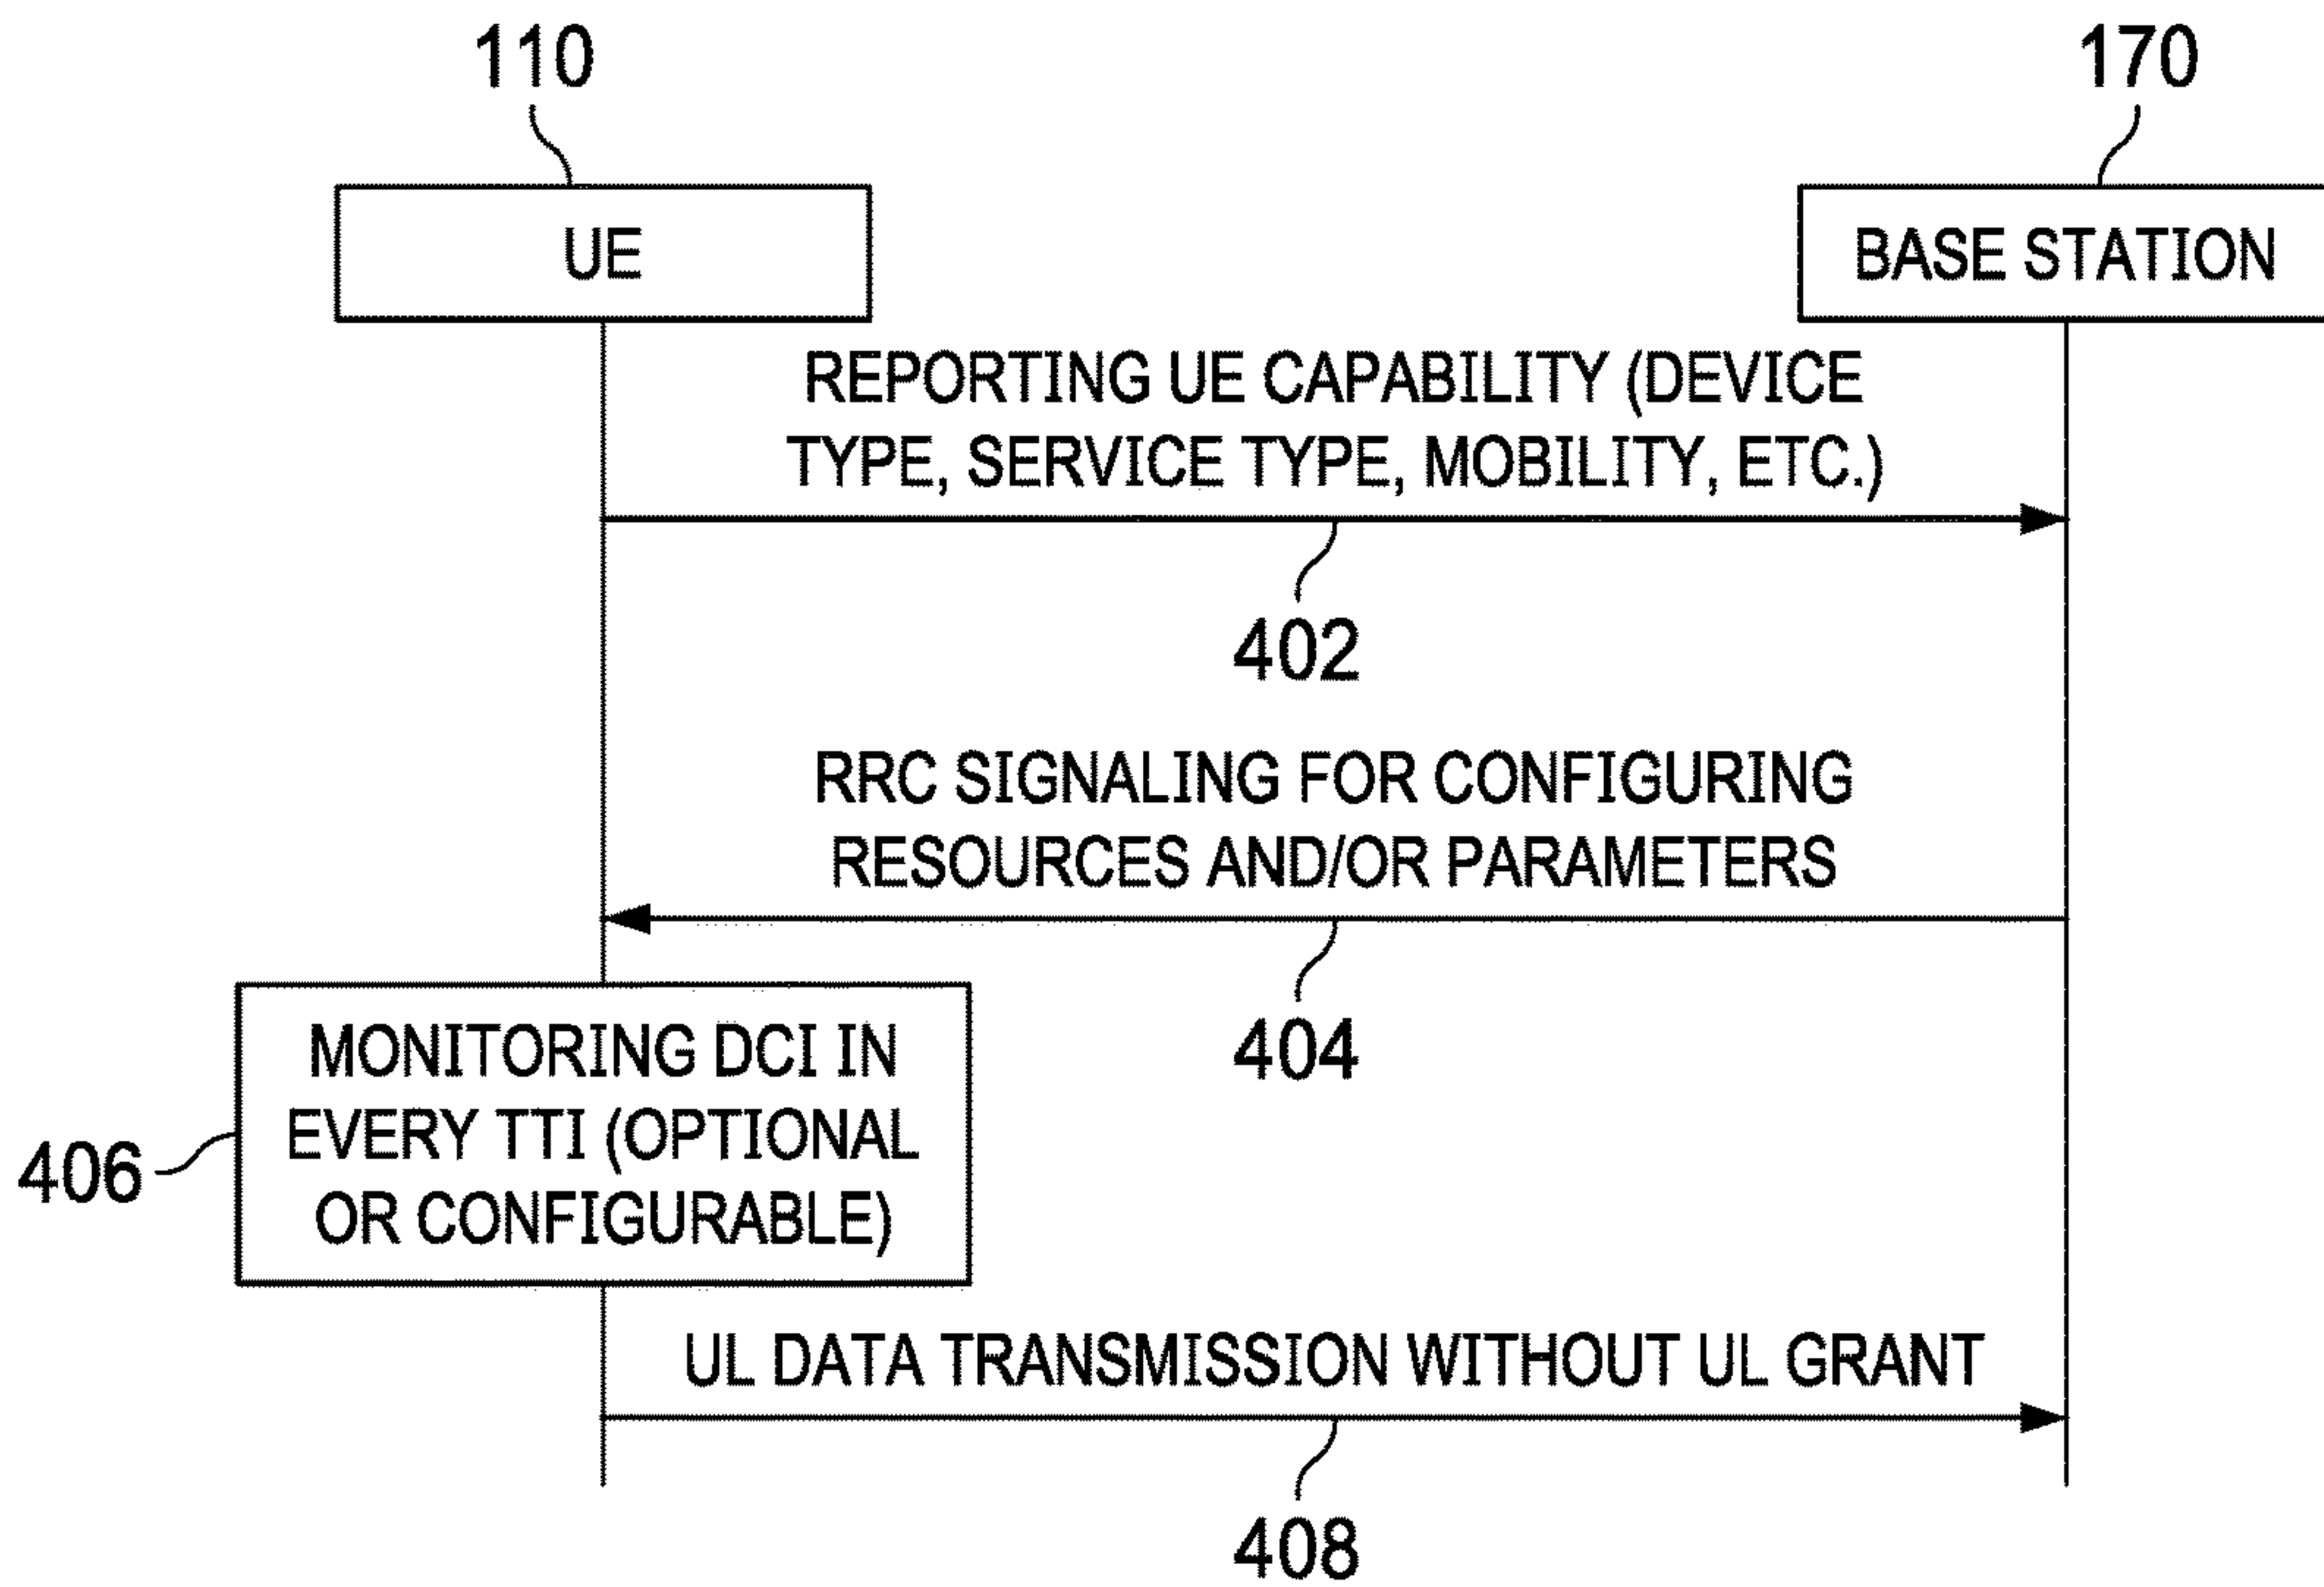 110
170
UE
BASE STATION
REPORTING UE CAPABILITY (DEVICE
TYPE, SERVICE TYPE, MOBILITY, ETC.)
402
RRC SIGNALING FOR CONFIGURING
RESOURCES AND/OR PARAMETERS
404
MONITORING DCI IN
EVERY TTI (OPTIONAL
OR CONFIGURABLE)
406
UL DATA TRANSMISSION WITHOUT UL GRANT
408